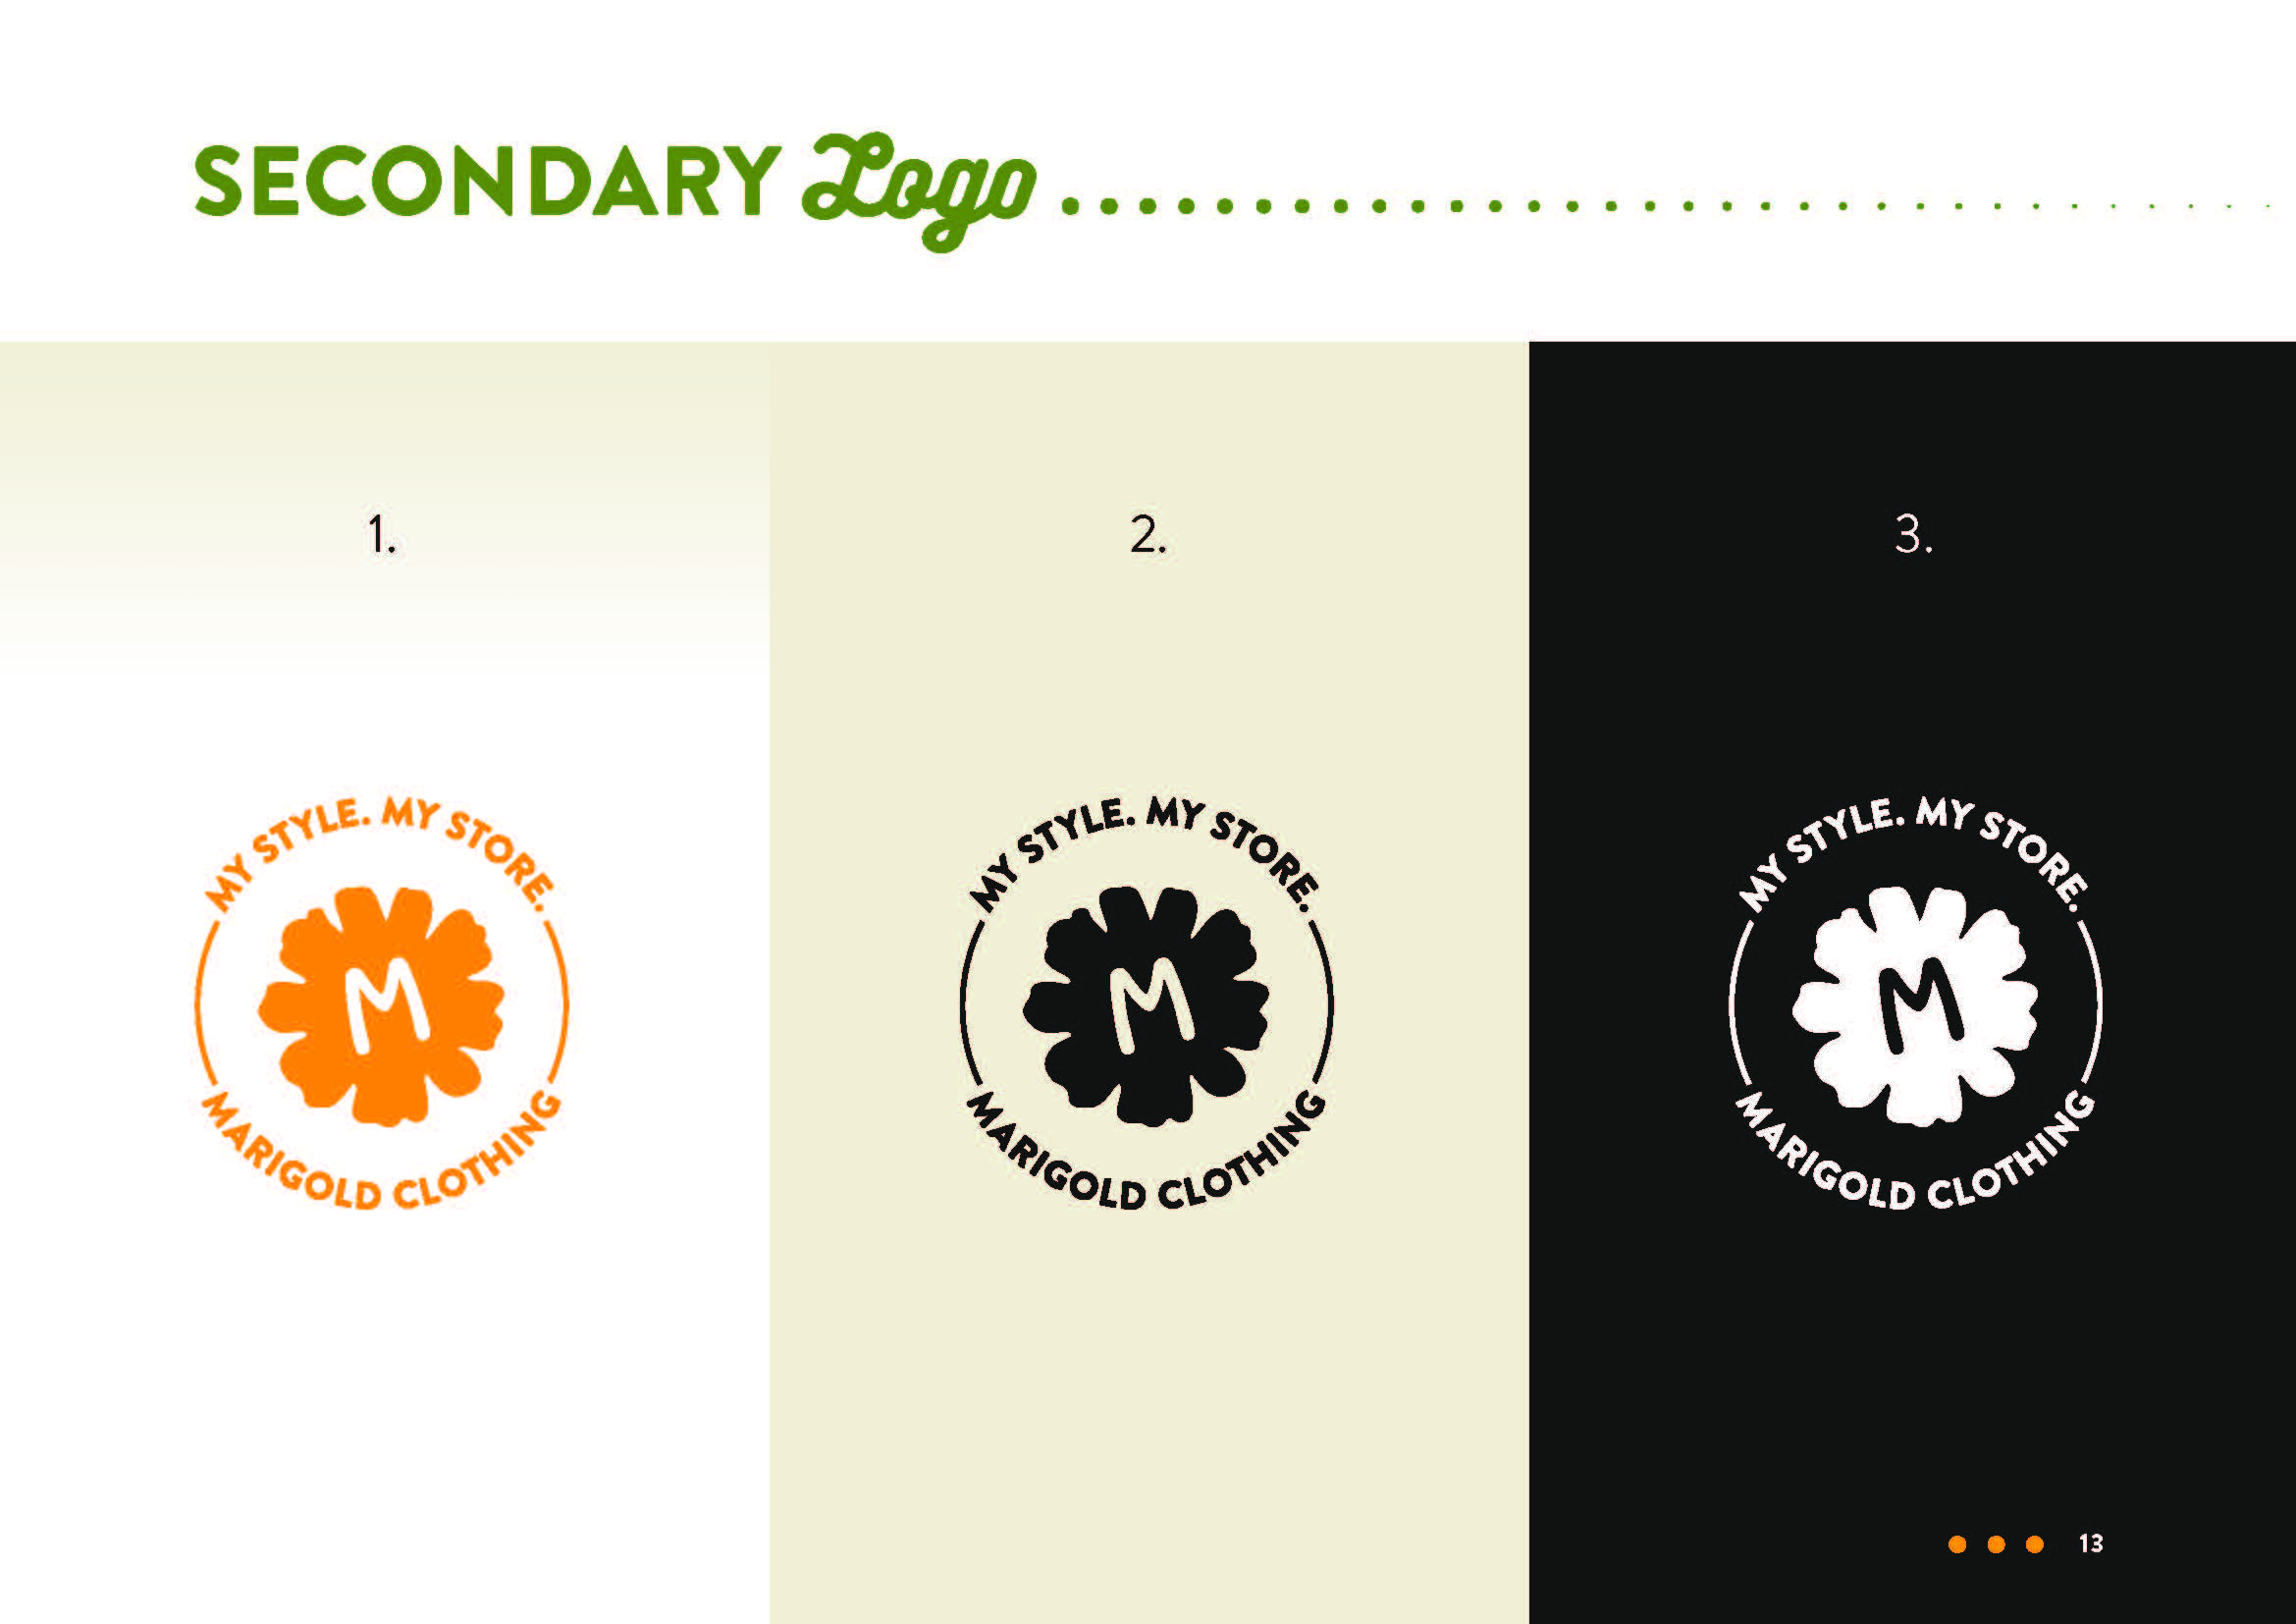 SECONDARY Logo
1.
MY STYLE. MY STORE.
M
MARIGOLD CLOTHING
2.
MY STYLE. MY STORE.
M
MARIGOLD CLOTHING
3.
MY STYLE. MY STORE.
M
MARIGOLD CLOTHING
13